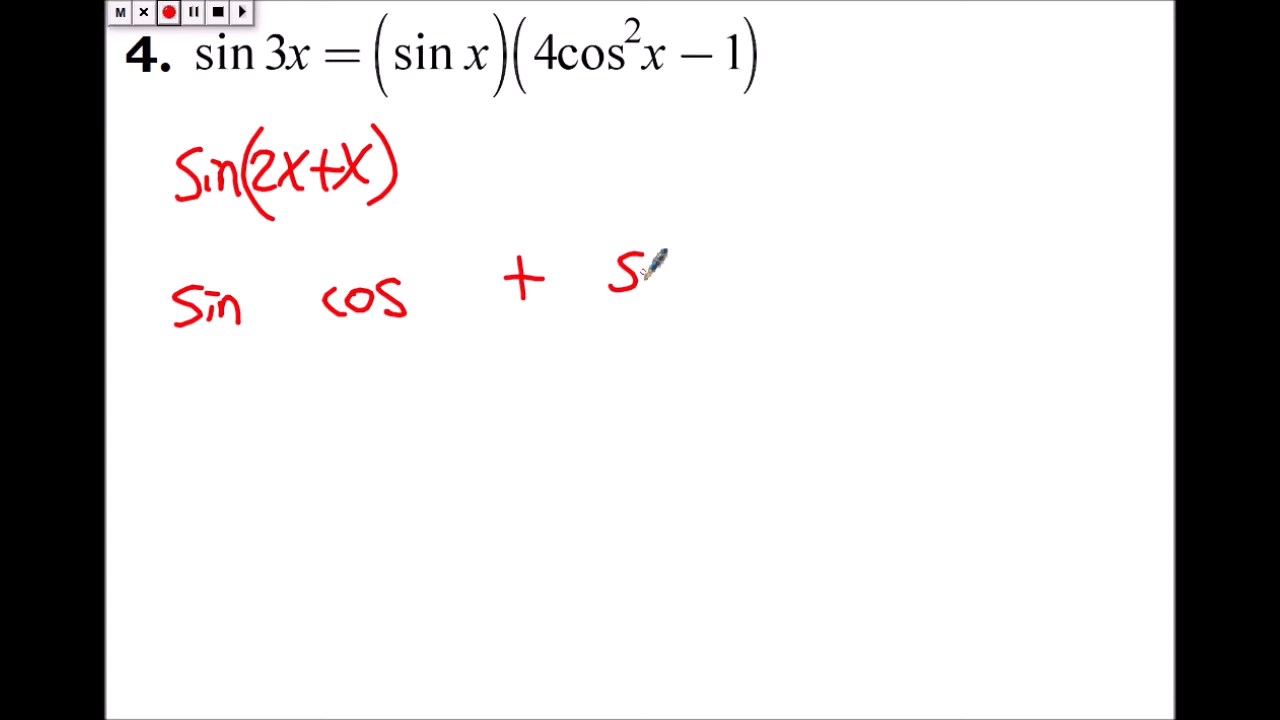 M
4. sin 3x = (sin x)(4cos²x − 1)
sin(2x+x)
sin cos + s